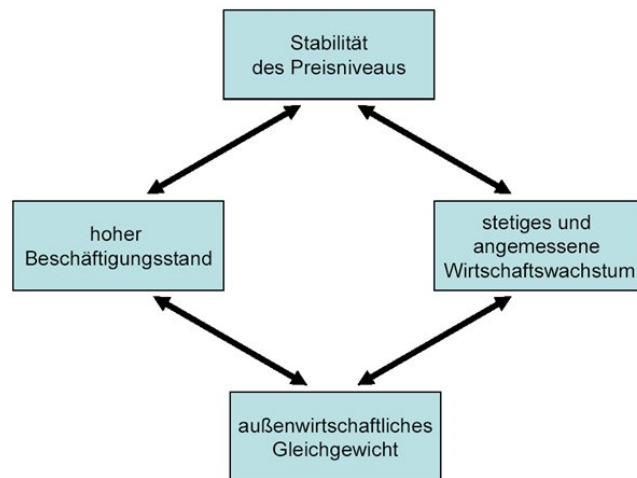 Stabilität
des Preisniveaus
hoher
Beschäftigungsstand
stetiges und
angemessene
Wirtschaftswachstum
außenwirtschaftliches
Gleichgewicht